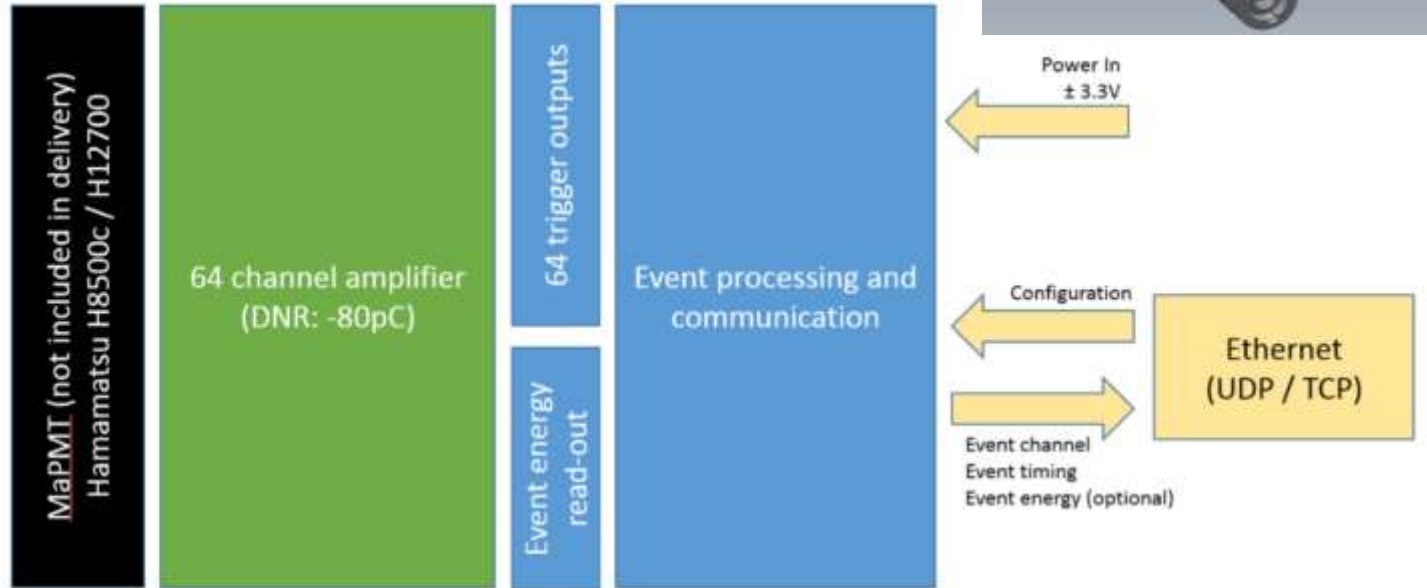 MaPMT (not included in delivery)
Hamamatsu H8500c / H12700
64 channel amplifier
(DNR: -80pC)
64 trigger outputs
Event energy
read-out
Event processing and
communication
Power In
± 3.3V
Configuration
Event channel
Event timing
Event energy (optional)
Ethernet
(UDP / TCP)